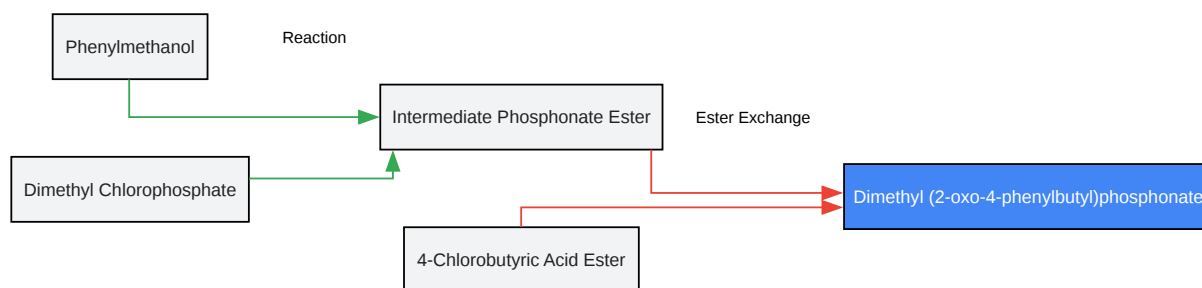 Phenylmethanol
Reaction
Intermediate Phosphonate Ester
Ester Exchange
Dimethyl Chlorophosphate
Dimethyl (2-oxo-4-phenylbutyl)phosphonate
4-Chlorobutyric Acid Ester